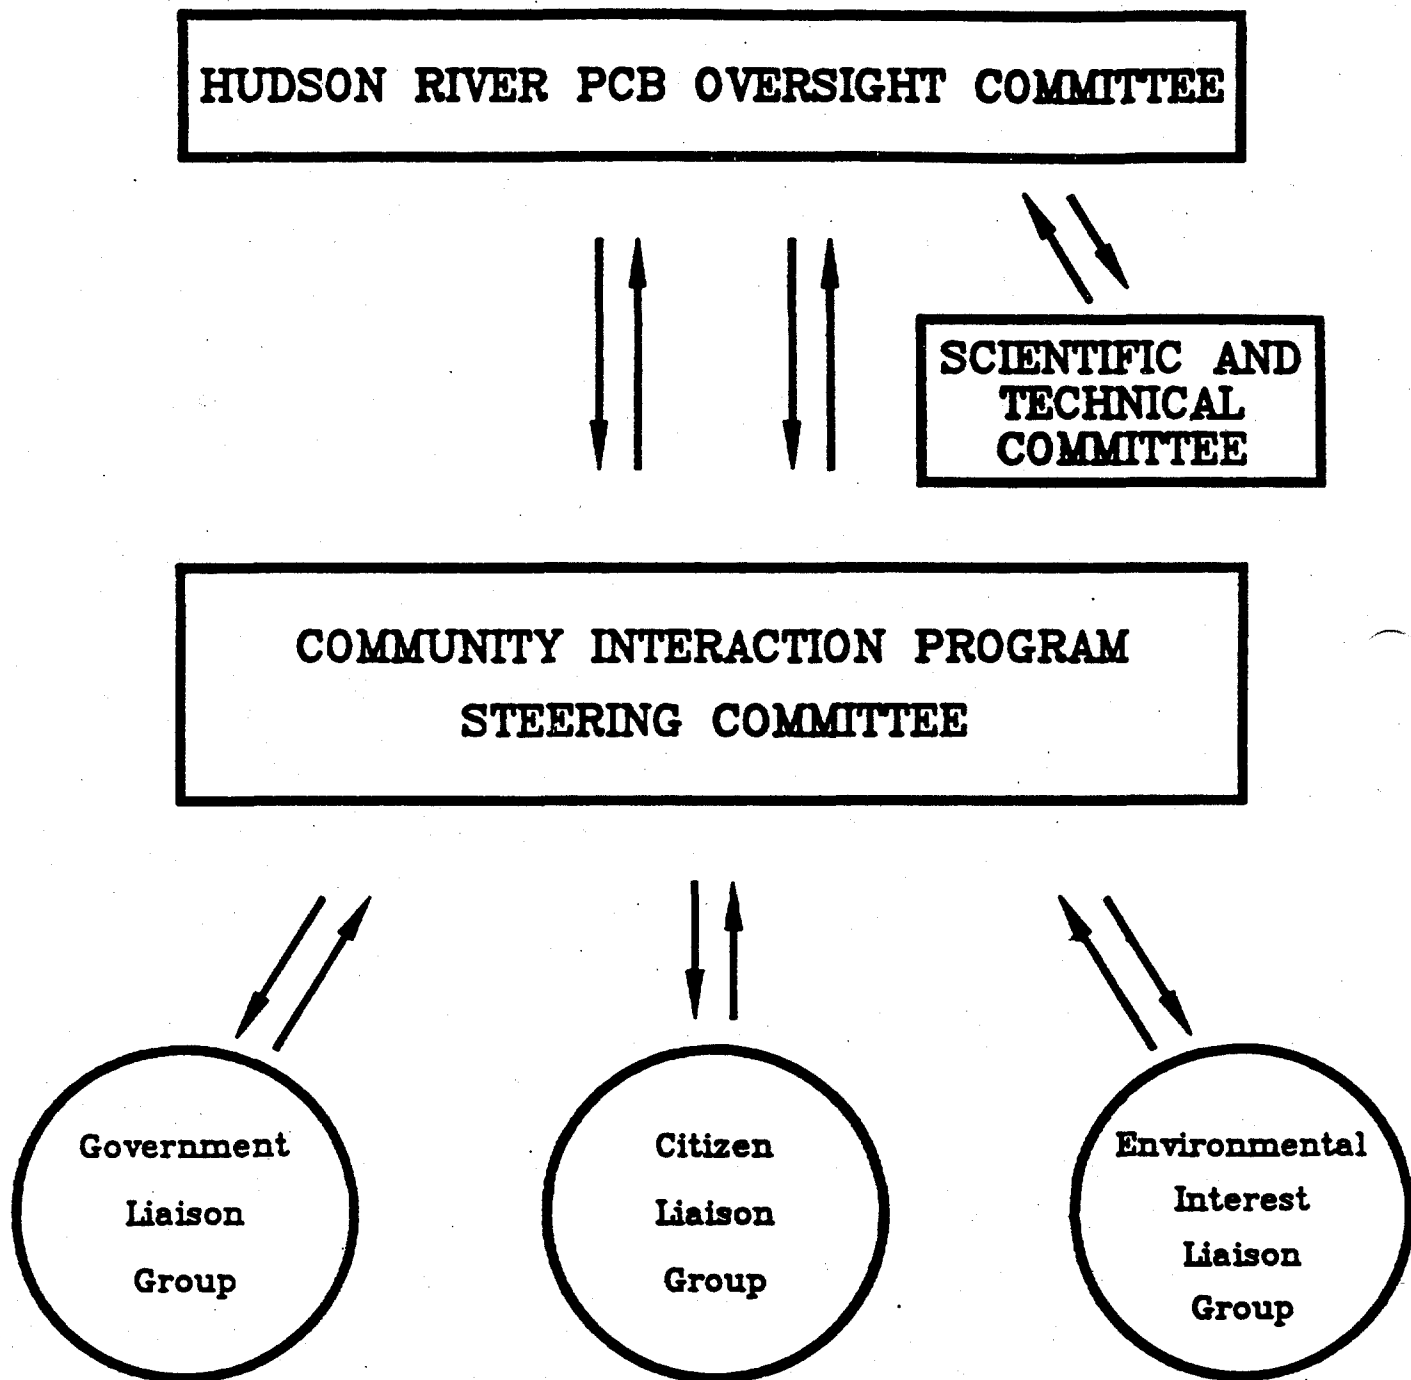 HUDSON RIVER PCB OVERSIGHT COMMITTEE
SCIENTIFIC AND
TECHNICAL
COMMITTEE
COMMUNITY INTERACTION PROGRAM
STEERING COMMITTEE
Government
Liaison
Group
Citizen
Liaison
Group
Environmental
Interest
Liaison
Group